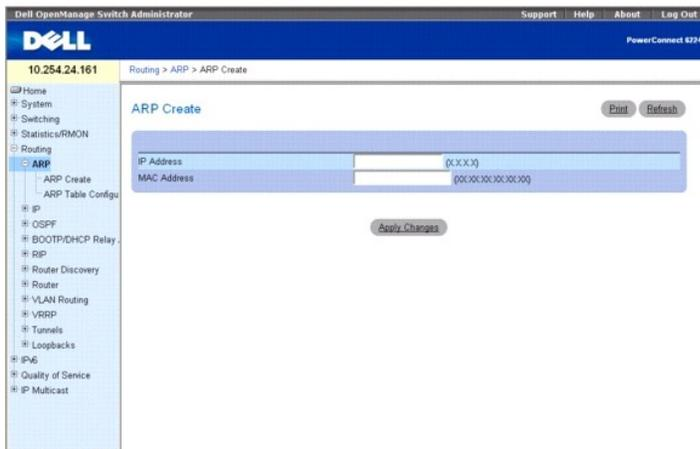 Dell OpenManage Switch Administrator
Support Help About Log Out
DELL
PowerConnect 6224
10.254.24.161
Routing > ARP > ARP Create
Home
System
Switching
Statistics/RMON
Routing
ARP
ARP Create
ARP Table Configu
IP
OSPF
BOOTP/DHCP Relay
RIP
Router Discovery
Router
VLAN Routing
VRRP
Tunnels
Loopbacks
IPv6
Quality of Service
IP Multicast
ARP Create
Print Refresh
IP Address (X.X.X.X)
MAC Address (XX:XX:XX:XX:XX:XX)
Apply Changes